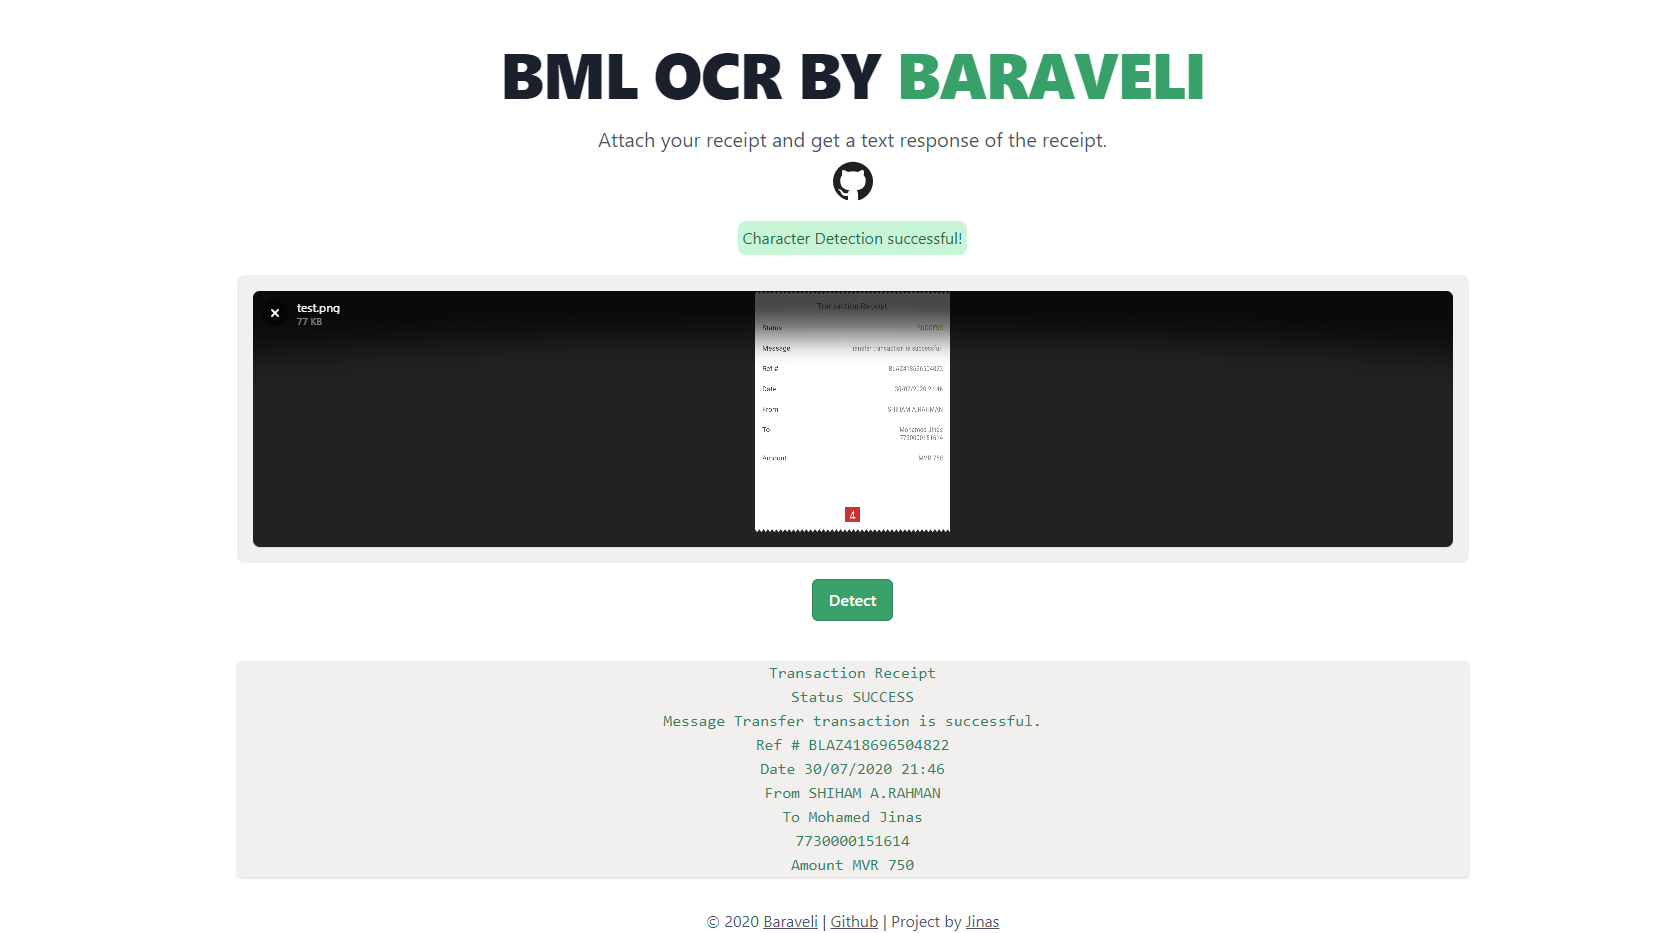 BML OCR BY BARAVELI
Attach your receipt and get a text response of the receipt.
Character Detection successful!
test.png
77 KB
Transaction Receipt
Status SUCCESS
Message ransfer transaction is successful.
Ref # BLAZ418696504822
Date 30/07/2020 21:46
From SHIHAM A.RAHMAN
To Mohamed Jinas
7730000151614
Amount MVR 750
4
Detect
Transaction Receipt
Status SUCCESS
Message Transfer transaction is successful.
Ref # BLAZ418696504822
Date 30/07/2020 21:46
From SHIHAM A.RAHMAN
To Mohamed Jinas
7730000151614
Amount MVR 750
© 2020 Baraveli | Github | Project by Jinas